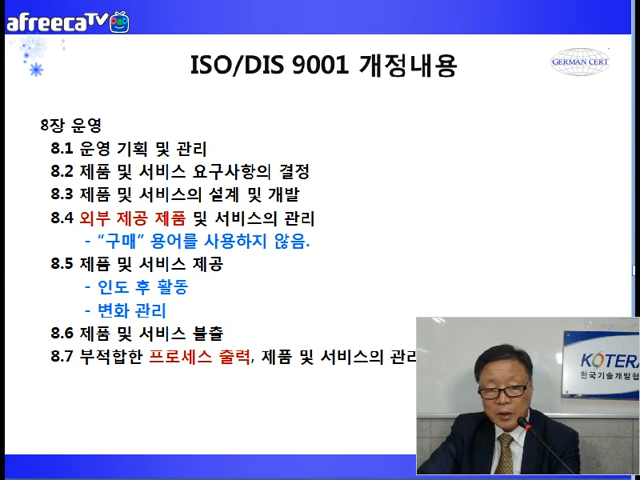 afreecaTV
ISO/DIS 9001 개정내용
GERMAN CERT
8장 운영
8.1 운영 기획 및 관리
8.2 제품 및 서비스 요구사항의 결정
8.3 제품 및 서비스의 설계 및 개발
8.4 외부 제공 제품 및 서비스의 관리
- “구매” 용어를 사용하지 않음.
8.5 제품 및 서비스 제공
- 인도 후 활동
- 변화 관리
8.6 제품 및 서비스 불출
8.7 부적합한 프로세스 출력, 제품 및 서비스의 관리
KOTERA
한국기술개발협